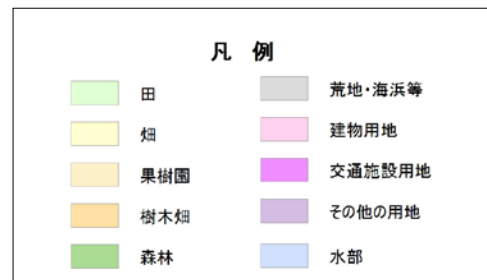 凡 例
田
畑
果樹園
樹木畑
森林
荒地・海浜等
建物用地
交通施設用地
その他の用地
水部